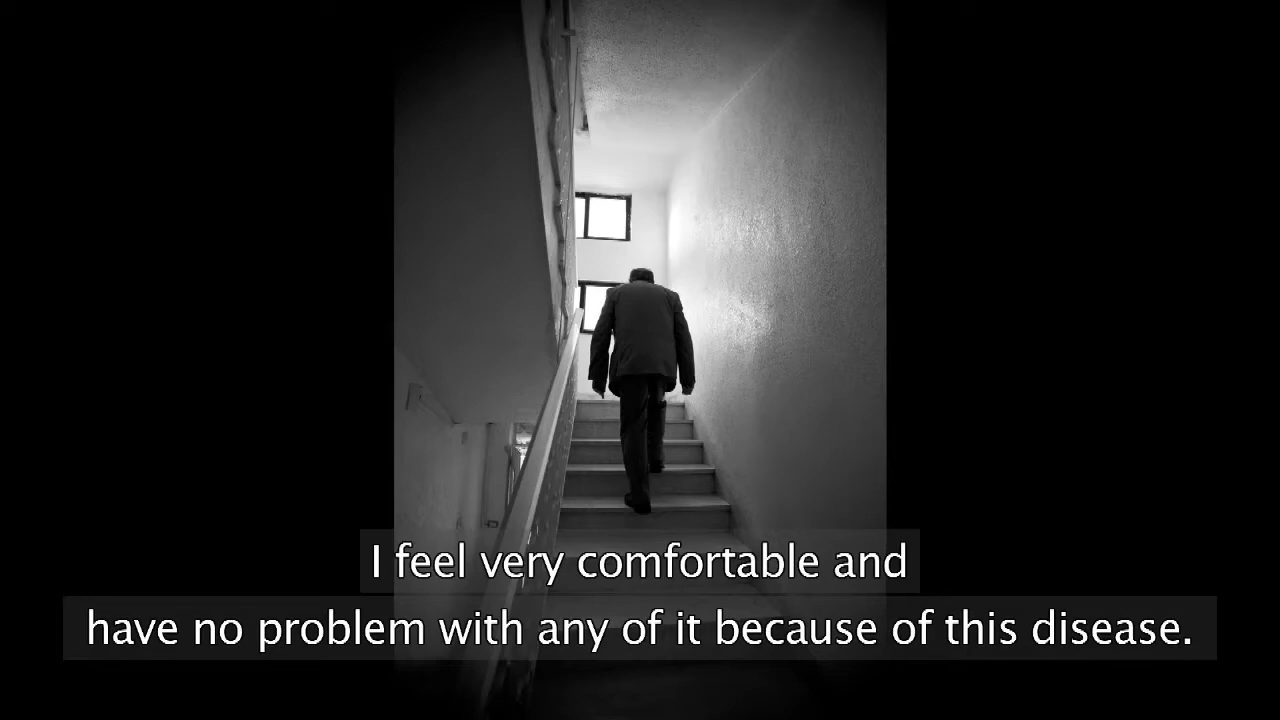 I feel very comfortable and
have no problem with any of it because of this disease.